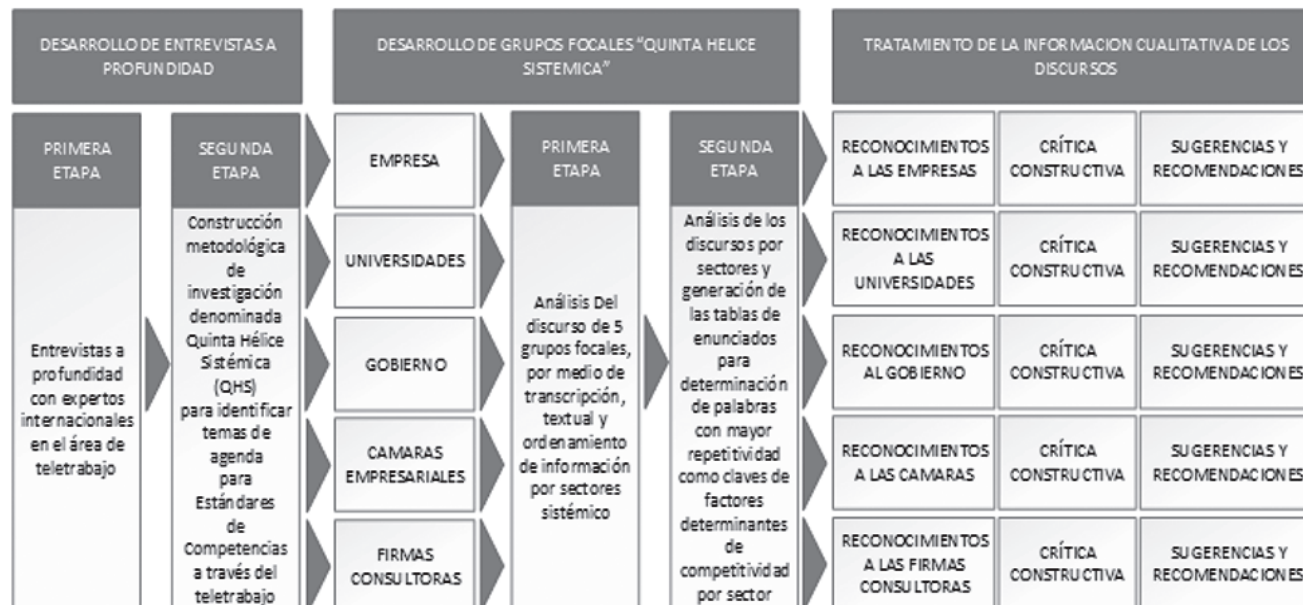 DESARROLLO DE ENTREVISTAS A
PROFUNDIDAD
DESARROLLO DE GRUPOS FOCALES “QUINTA HELICE
SISTEMICA”
TRATAMIENTO DE LA INFORMACION CUALITATIVA DE LOS
DISCURSOS
PRIMERA
ETAPA
Entrevistas a
profundidad
con expertos
internacionales
en el área de
teletrabajo
SEGUNDA
ETAPA
Construcción
metodológica
de
investigación
denominada
Quinta Hélice
Sistémica
(QHS)
para identificar
temas de
agenda
para
Estándares
de
Competencias
a través del
teletrabajo
EMPRESA
UNIVERSIDADES
GOBIERNO
CAMARAS
EMPRESARIALES
FIRMAS
CONSULTORAS
PRIMERA
ETAPA
Análisis Del
discurso de 5
grupos focales,
por medio de
transcripción,
textual y
ordenamiento
de información
por sectores
sistémico
SEGUNDA
ETAPA
Análisis de los
discursos por
sectores y
generación de
las tablas de
enunciados
para
determinación
de palabras
con mayor
repetitividad
como claves de
factores
determinantes
de
competitividad
por sector
RECONOCIMIENTOS
A LAS EMPRESAS
CRÍTICA
CONSTRUCTIVA
SUGERENCIAS Y
RECOMENDACIONES
RECONOCIMIENTOS
A LAS
UNIVERSIDADES
CRÍTICA
CONSTRUCTIVA
SUGERENCIAS Y
RECOMENDACIONES
RECONOCIMIENTOS
AL GOBIERNO
CRÍTICA
CONSTRUCTIVA
SUGERENCIAS Y
RECOMENDACIONES
RECONOCIMIENTOS
A LAS CAMARAS
CRÍTICA
CONSTRUCTIVA
SUGERENCIAS Y
RECOMENDACIONES
RECONOCIMIENTOS
A LAS FIRMAS
CONSULTORAS
CRÍTICA
CONSTRUCTIVA
SUGERENCIAS Y
RECOMENDACIONES